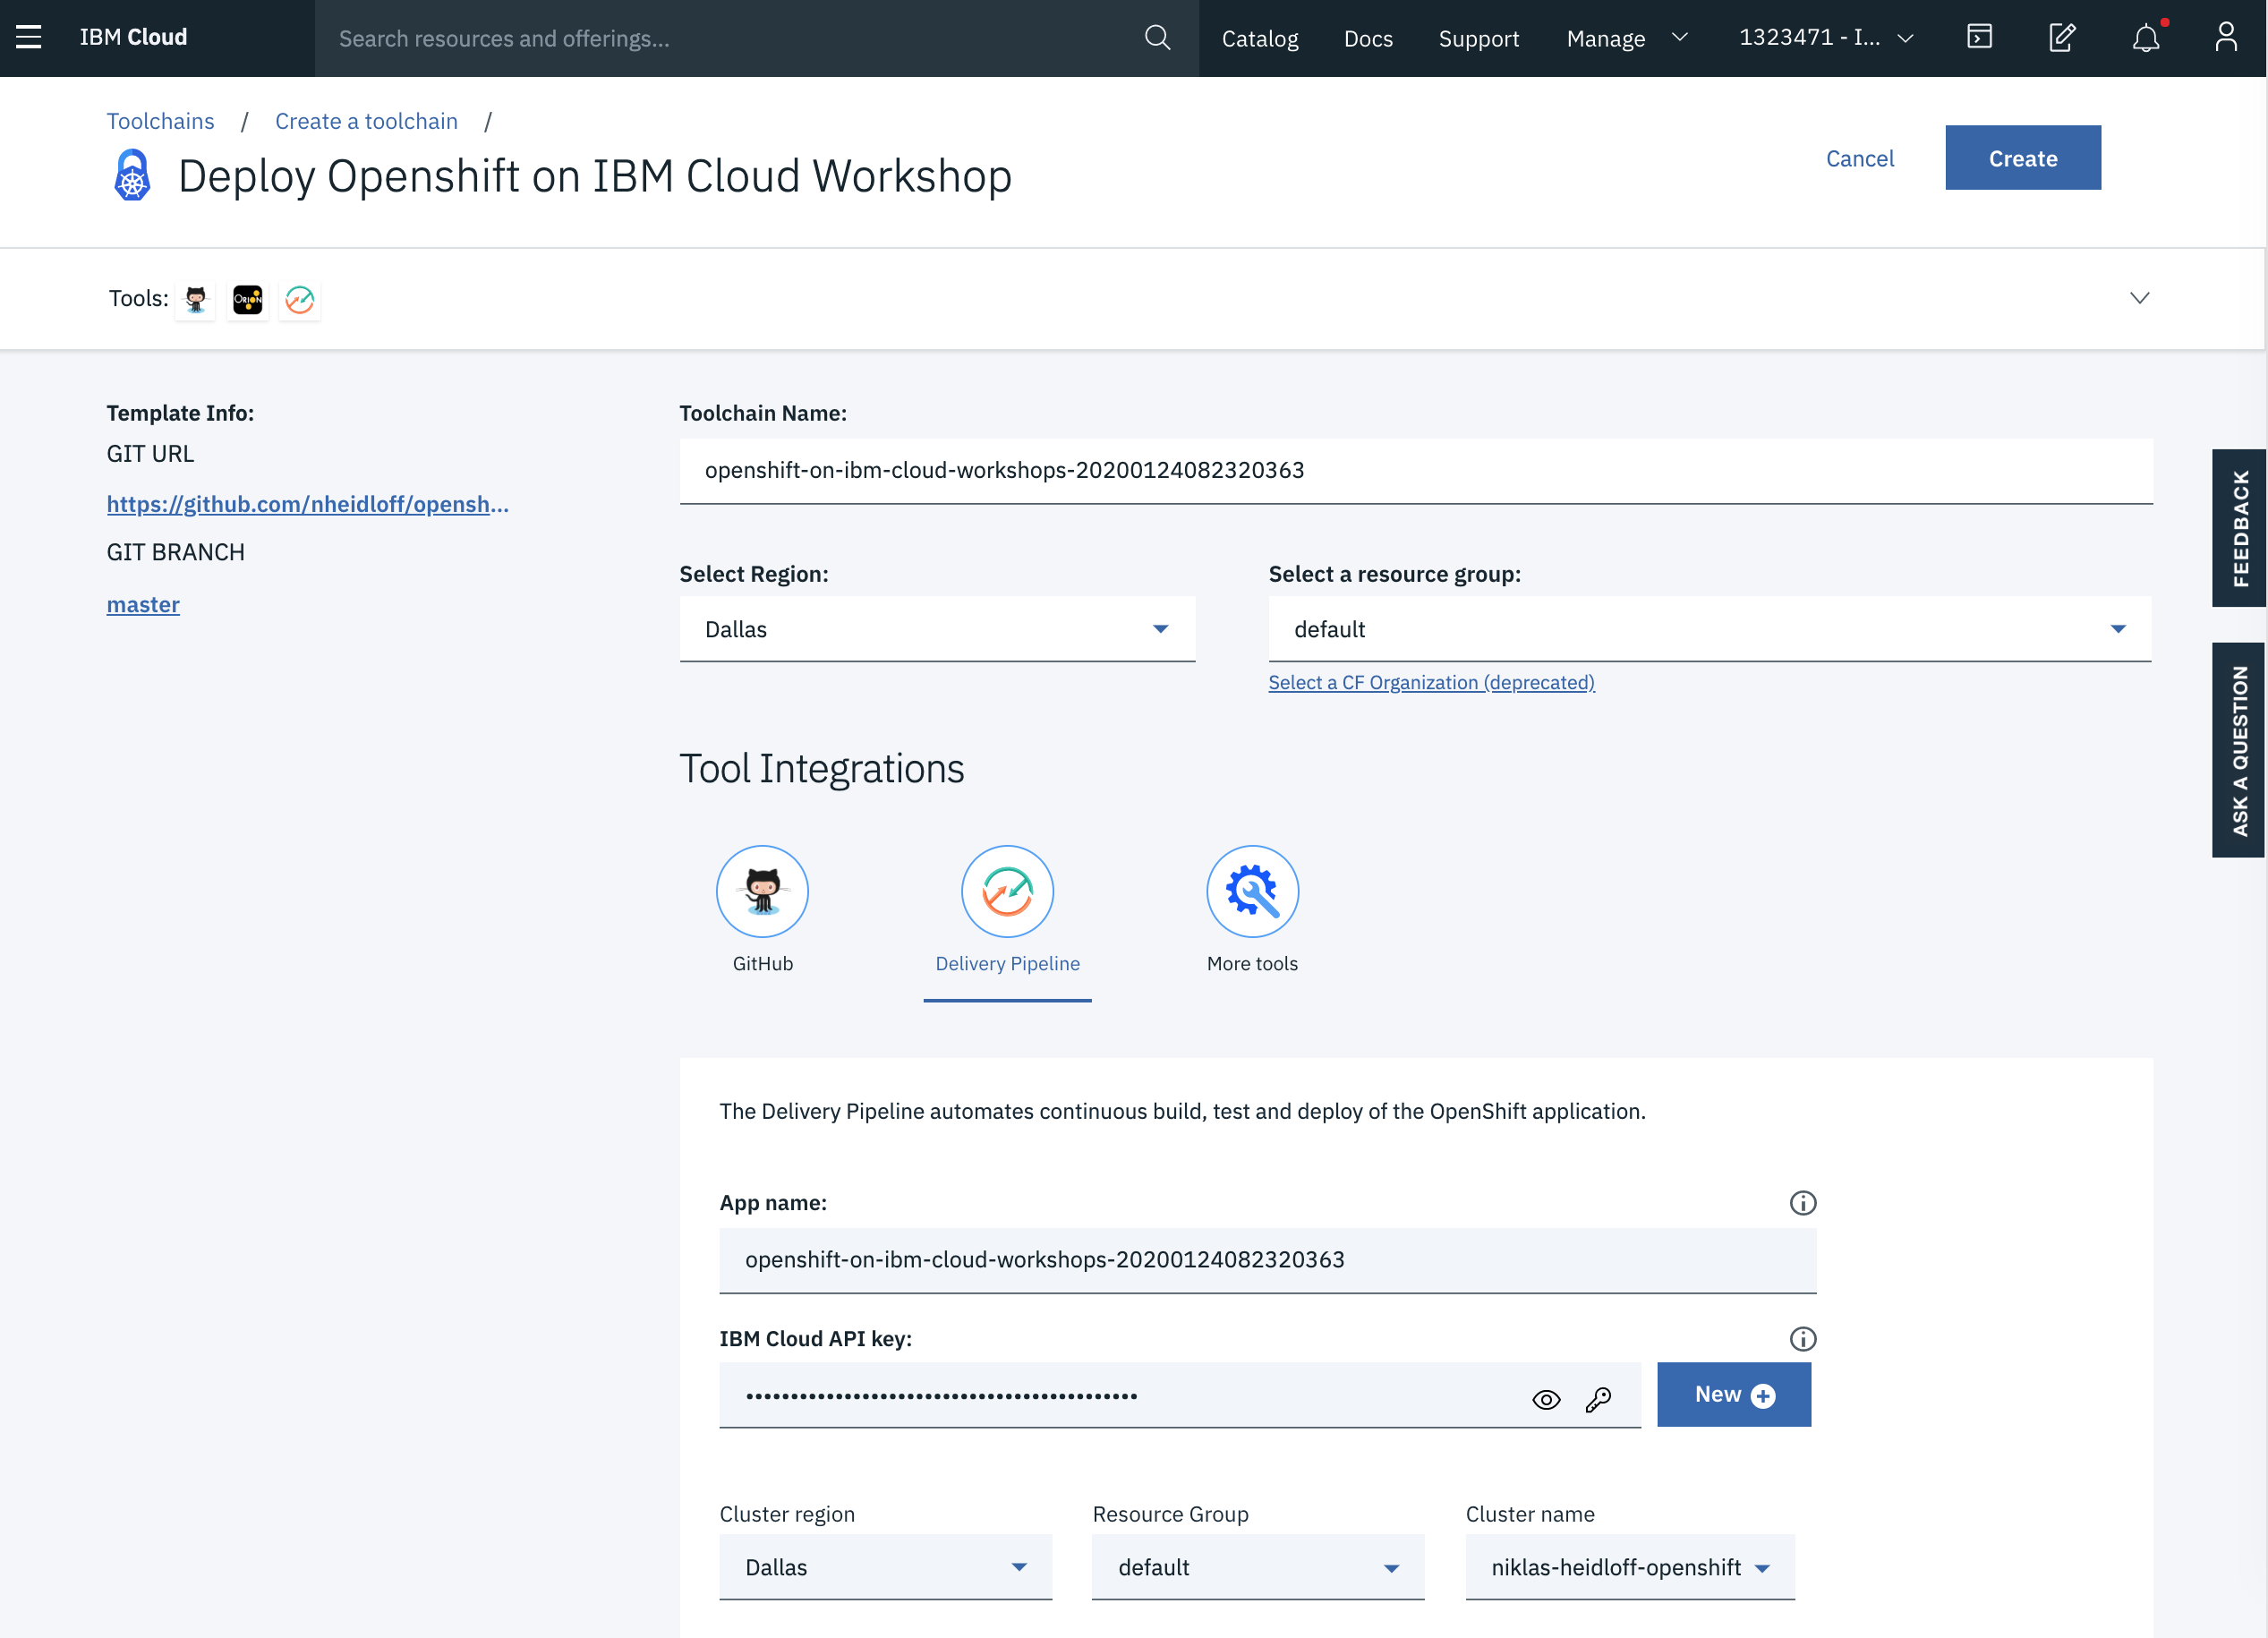 IBM Cloud
Search resources and offerings...
Catalog
Docs
Support
Manage
1323471 - I...
Toolchains / Create a toolchain /
Deploy Openshift on IBM Cloud Workshop
Cancel
Create
Tools:
ORION
Template Info:
GIT URL
https://github.com/nheidloff/opensh...
GIT BRANCH
master
Toolchain Name:
openshift-on-ibm-cloud-workshops-20200124082320363
Select Region:
Dallas
Select a resource group:
default
Select a CF Organization (deprecated)
FEEDBACK
ASK A QUESTION
Tool Integrations
GitHub
Delivery Pipeline
More tools
The Delivery Pipeline automates continuous build, test and deploy of the OpenShift application.
App name:
openshift-on-ibm-cloud-workshops-20200124082320363
IBM Cloud API key:
New
Cluster region
Dallas
Resource Group
default
Cluster name
niklas-heidloff-openshift